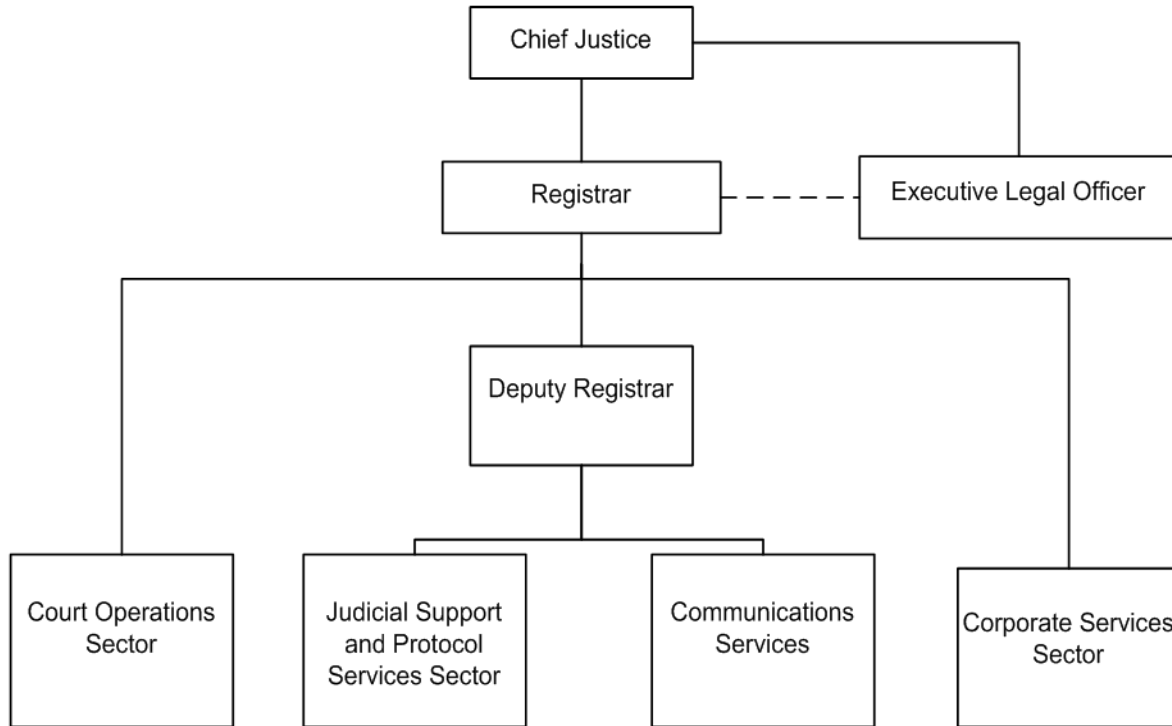 Chief Justice
Registrar
Executive Legal Officer
Deputy Registrar
Court Operations
Sector
Judicial Support
and Protocol
Services Sector
Communications
Services
Corporate Services
Sector